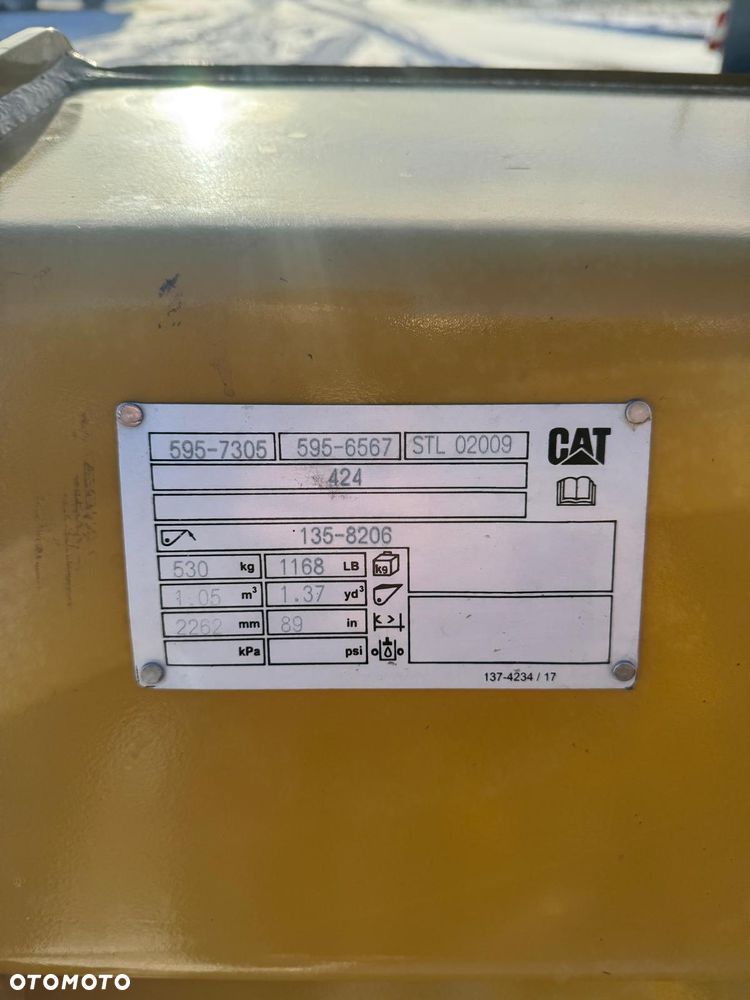 595-7305 595-6567 STL 02009 CAT
424
135-8206
530 kg 1168 LB kg
1.05 m³ 1.37 yd³
2262 mm 89 in
kPa psi
137-4234 / 17
OTOMOTO